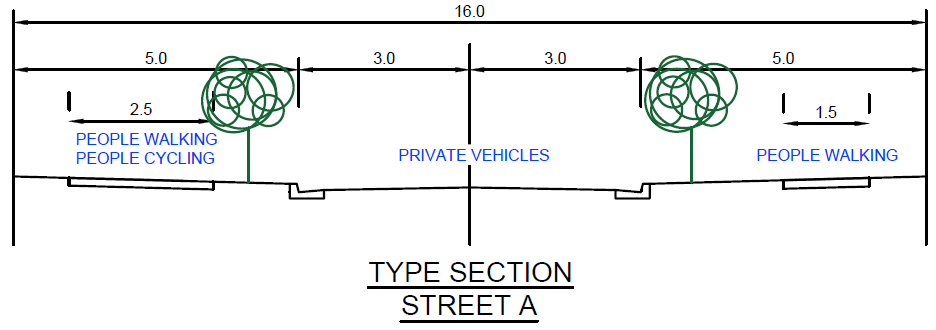 16.0
5.0 3.0 3.0 5.0
2.5 1.5
PEOPLE WALKING
PEOPLE CYCLING
PRIVATE VEHICLES
PEOPLE WALKING
TYPE SECTION
STREET A